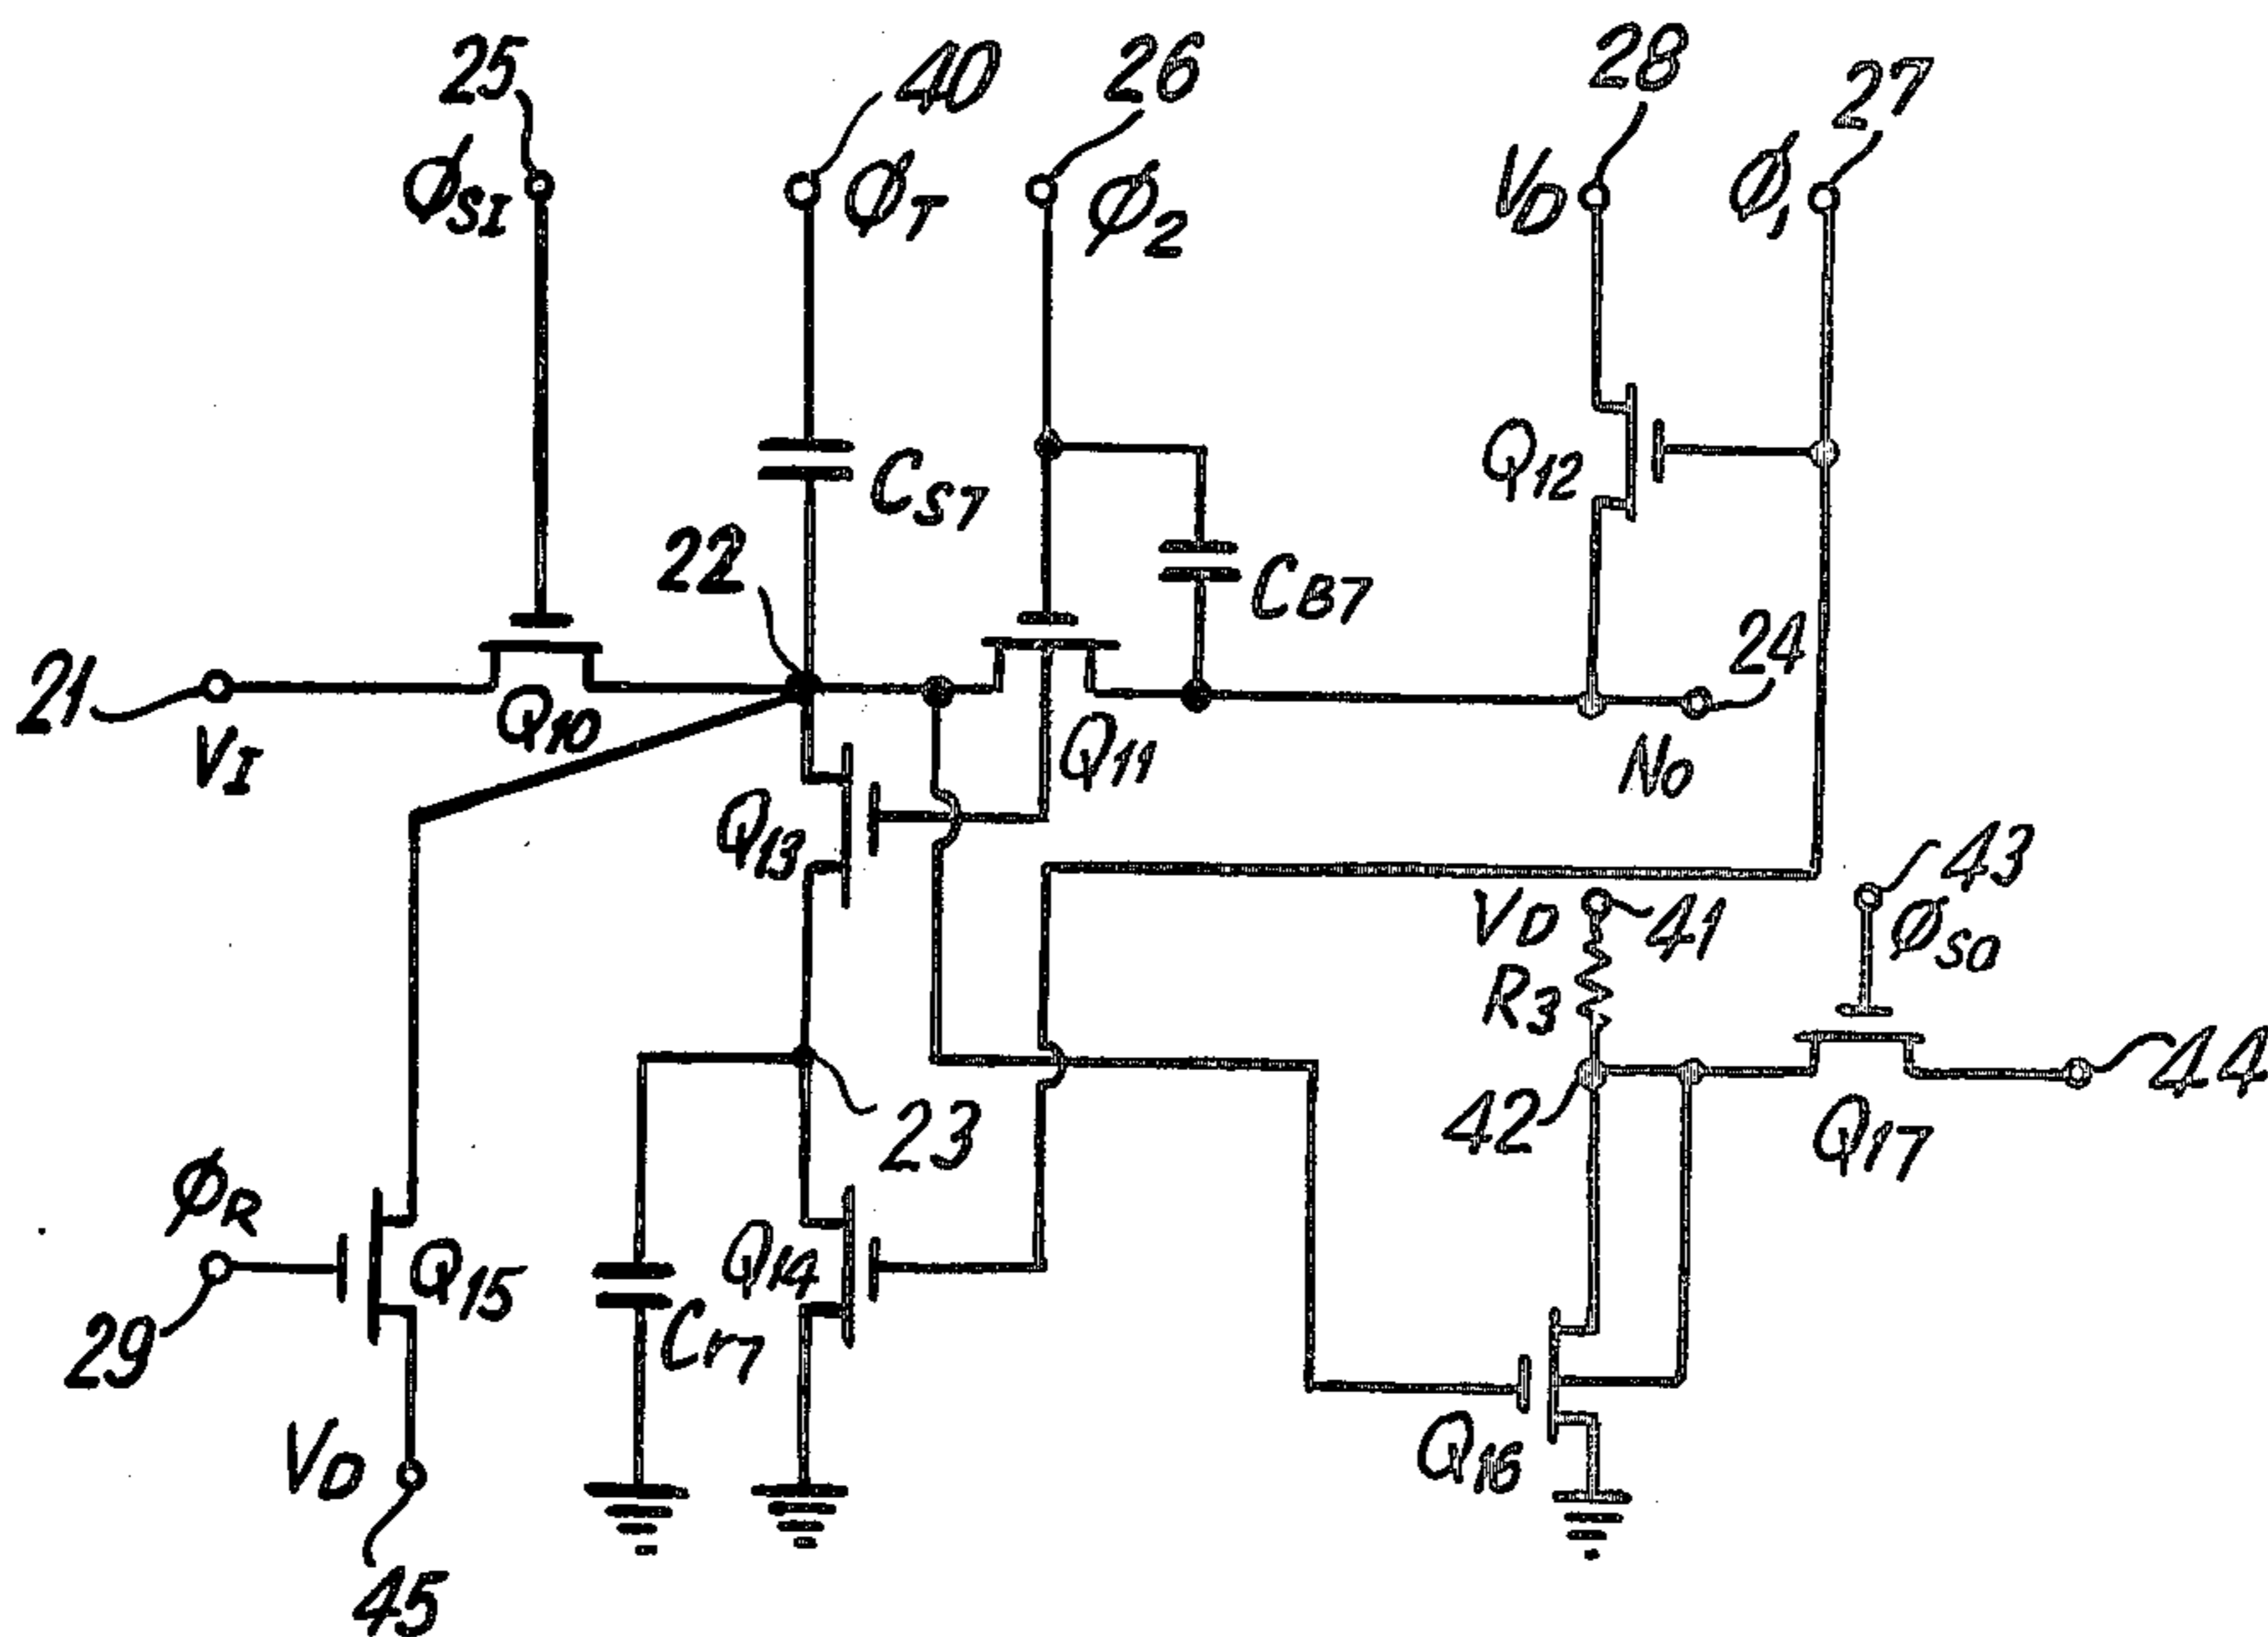 25
40
26
28
27
φSI
φT
φ2
VD
φ1
CS7
Q12
22
CB7
24
21
VI
Q10
Q11
NO
Q13
43
VD
41
φSO
R3
42
44
23
Q17
φR
Q15
Q14
Cr7
29
Q16
VD
45